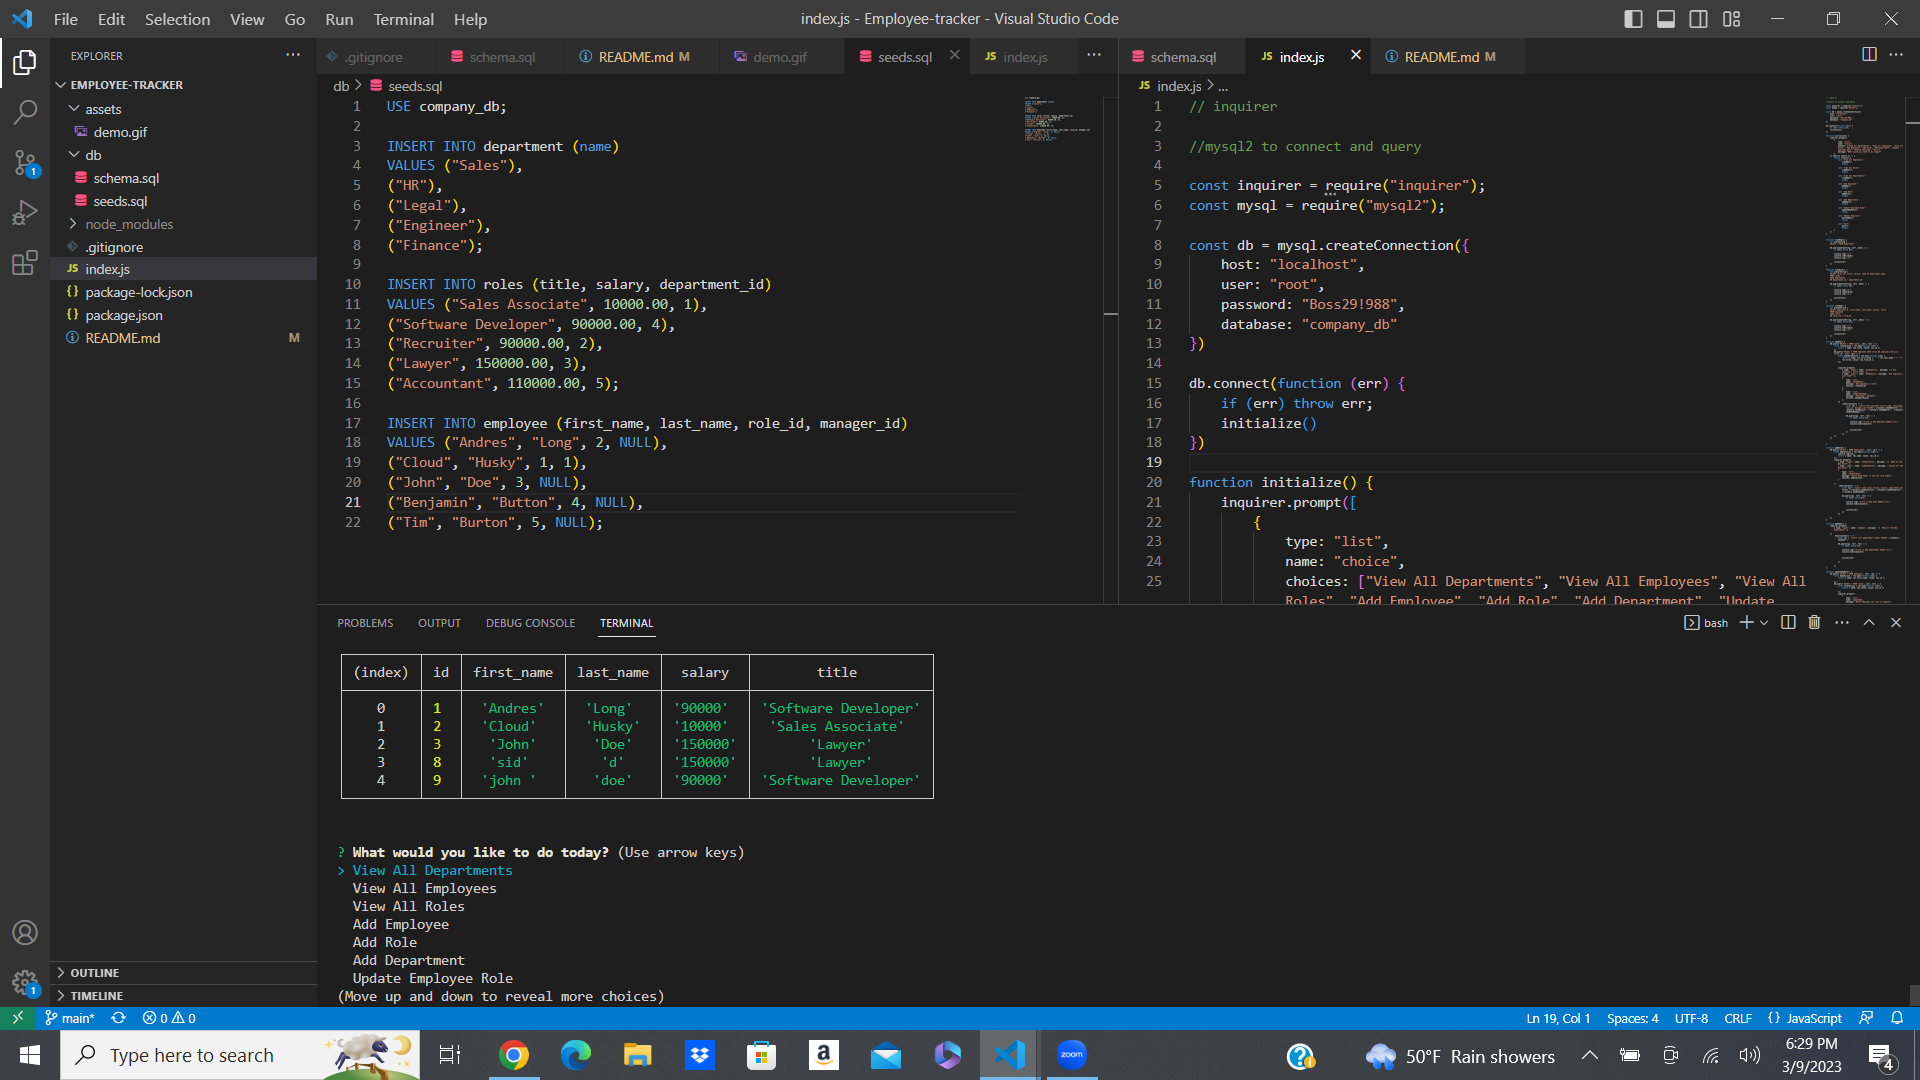 File Edit Selection View Go Run Terminal Help
index.js - Employee-tracker - Visual Studio Code
EXPLORER
EMPLOYEE-TRACKER
assets
demo.gif
db
schema.sql
seeds.sql
node_modules
.gitignore
index.js
package-lock.json
package.json
README.md M
OUTLINE
TIMELINE
.gitignore schema.sql README.md M demo.gif seeds.sql index.js
db > seeds.sql
1 USE company_db;
2
3 INSERT INTO department (name)
4 VALUES ("Sales"),
5 ("HR"),
6 ("Legal"),
7 ("Engineer"),
8 ("Finance");
9
10 INSERT INTO roles (title, salary, department_id)
11 VALUES ("Sales Associate", 10000.00, 1),
12 ("Software Developer", 90000.00, 4),
13 ("Recruiter", 90000.00, 2),
14 ("Lawyer", 150000.00, 3),
15 ("Accountant", 110000.00, 5);
16
17 INSERT INTO employee (first_name, last_name, role_id, manager_id)
18 VALUES ("Andres", "Long", 2, NULL),
19 ("Cloud", "Husky", 1, 1),
20 ("John", "Doe", 3, NULL),
21 ("Benjamin", "Button", 4, NULL),
22 ("Tim", "Burton", 5, NULL);
schema.sql index.js README.md M
index.js > ...
1 // inquirer
2
3 //mysql2 to connect and query
4
5 const inquirer = require("inquirer");
6 const mysql = require("mysql2");
7
8 const db = mysql.createConnection({
9 host: "localhost",
10 user: "root",
11 password: "Boss29!988",
12 database: "company_db"
13 })
14
15 db.connect(function (err) {
16 if (err) throw err;
17 initialize()
18 })
19
20 function initialize() {
21 inquirer.prompt([
22 {
23 type: "list",
24 name: "choice",
25 choices: ["View All Departments", "View All Employees", "View All
Roles", "Add Employee", "Add Role", "Add Department", "Update
PROBLEMS OUTPUT DEBUG CONSOLE TERMINAL
bash
(index) id first_name last_name salary title
0 1 'Andres' 'Long' '90000' 'Software Developer'
1 2 'Cloud' 'Husky' '10000' 'Sales Associate'
2 3 'John' 'Doe' '150000' 'Lawyer'
3 8 'sid' 'd' '150000' 'Lawyer'
4 9 'john ' 'doe' '90000' 'Software Developer'
? What would you like to do today? (Use arrow keys)
> View All Departments
View All Employees
View All Roles
Add Employee
Add Role
Add Department
Update Employee Role
(Move up and down to reveal more choices)
main* 0 0
Ln 19, Col 1 Spaces: 4 UTF-8 CRLF {} JavaScript
Type here to search
zoom
50°F Rain showers
6:29 PM
3/9/2023
4